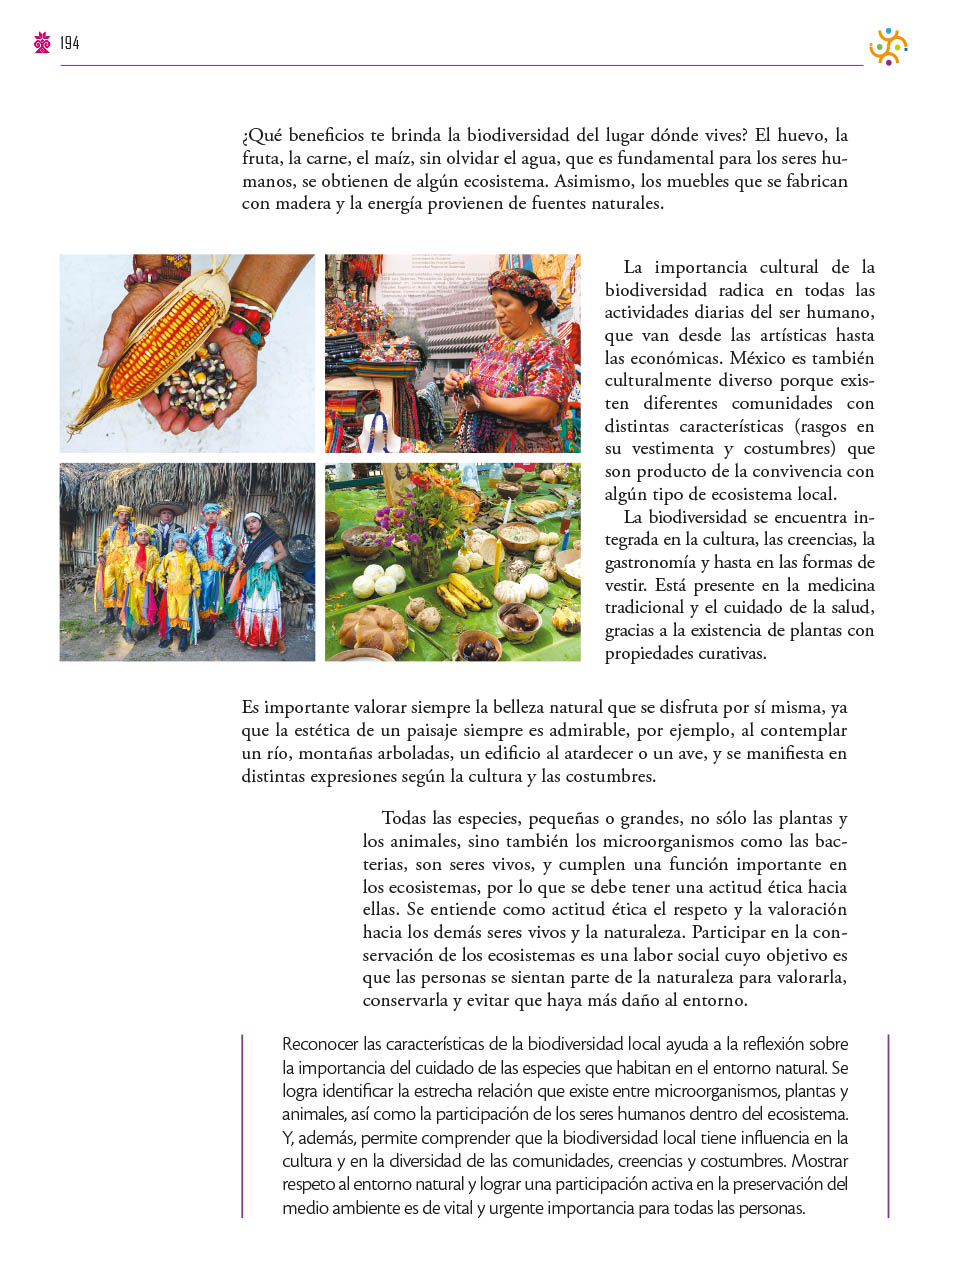 194
¿Qué beneficios te brinda la biodiversidad del lugar dónde vives? El huevo, la
fruta, la carne, el maíz, sin olvidar el agua, que es fundamental para los seres hu-
manos, se obtienen de algún ecosistema. Asimismo, los muebles que se fabrican
con madera y la energía provienen de fuentes naturales.
La importancia cultural de la
biodiversidad radica en todas las
actividades diarias del ser humano,
que van desde las artísticas hasta
las económicas. México es también
culturalmente diverso porque exis-
ten diferentes comunidades con
distintas características (rasgos en
su vestimenta y costumbres) que
son producto de la convivencia con
algún tipo de ecosistema local.
La biodiversidad se encuentra in-
tegrada en la cultura, las creencias, la
gastronomía y hasta en las formas de
vestir. Está presente en la medicina
tradicional y el cuidado de la salud,
gracias a la existencia de plantas con
propiedades curativas.
Es importante valorar siempre la belleza natural que se disfruta por sí misma, ya
que la estética de un paisaje siempre es admirable, por ejemplo, al contemplar
un río, montañas arboladas, un edificio al atardecer o un ave, y se manifiesta en
distintas expresiones según la cultura y las costumbres.
Todas las especies, pequeñas o grandes, no sólo las plantas y
los animales, sino también los microorganismos como las bac-
terias, son seres vivos, y cumplen una función importante en
los ecosistemas, por lo que se debe tener una actitud ética hacia
ellas. Se entiende como actitud ética el respeto y la valoración
hacia los demás seres vivos y la naturaleza. Participar en la con-
servación de los ecosistemas es una labor social cuyo objetivo es
que las personas se sientan parte de la naturaleza para valorarla,
conservarla y evitar que haya más daño al entorno.
Reconocer las características de la biodiversidad local ayuda a la reflexión sobre
la importancia del cuidado de las especies que habitan en el entorno natural. Se
logra identificar la estrecha relación que existe entre microorganismos, plantas y
animales, así como la participación de los seres humanos dentro del ecosistema.
Y, además, permite comprender que la biodiversidad local tiene influencia en la
cultura y en la diversidad de las comunidades, creencias y costumbres. Mostrar
respeto al entorno natural y lograr una participación activa en la preservación del
medio ambiente es de vital y urgente importancia para todas las personas.